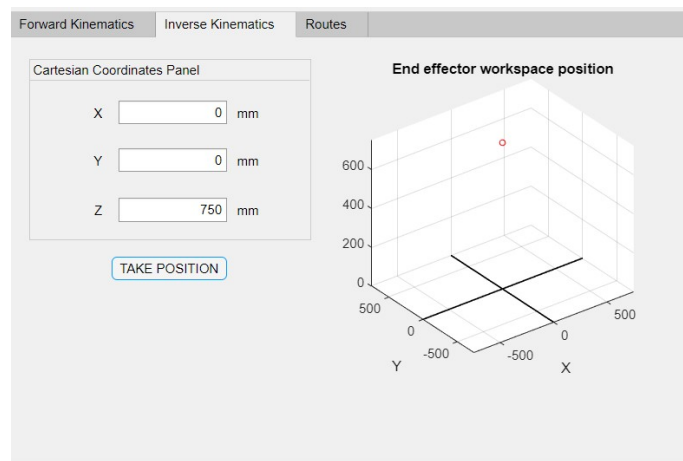 Forward Kinematics Inverse Kinematics Routes
Cartesian Coordinates Panel
X 0 mm
Y 0 mm
Z 750 mm
TAKE POSITION
End effector workspace position
600
400
200
0
500
0
-500
Y
-500
0
500
X